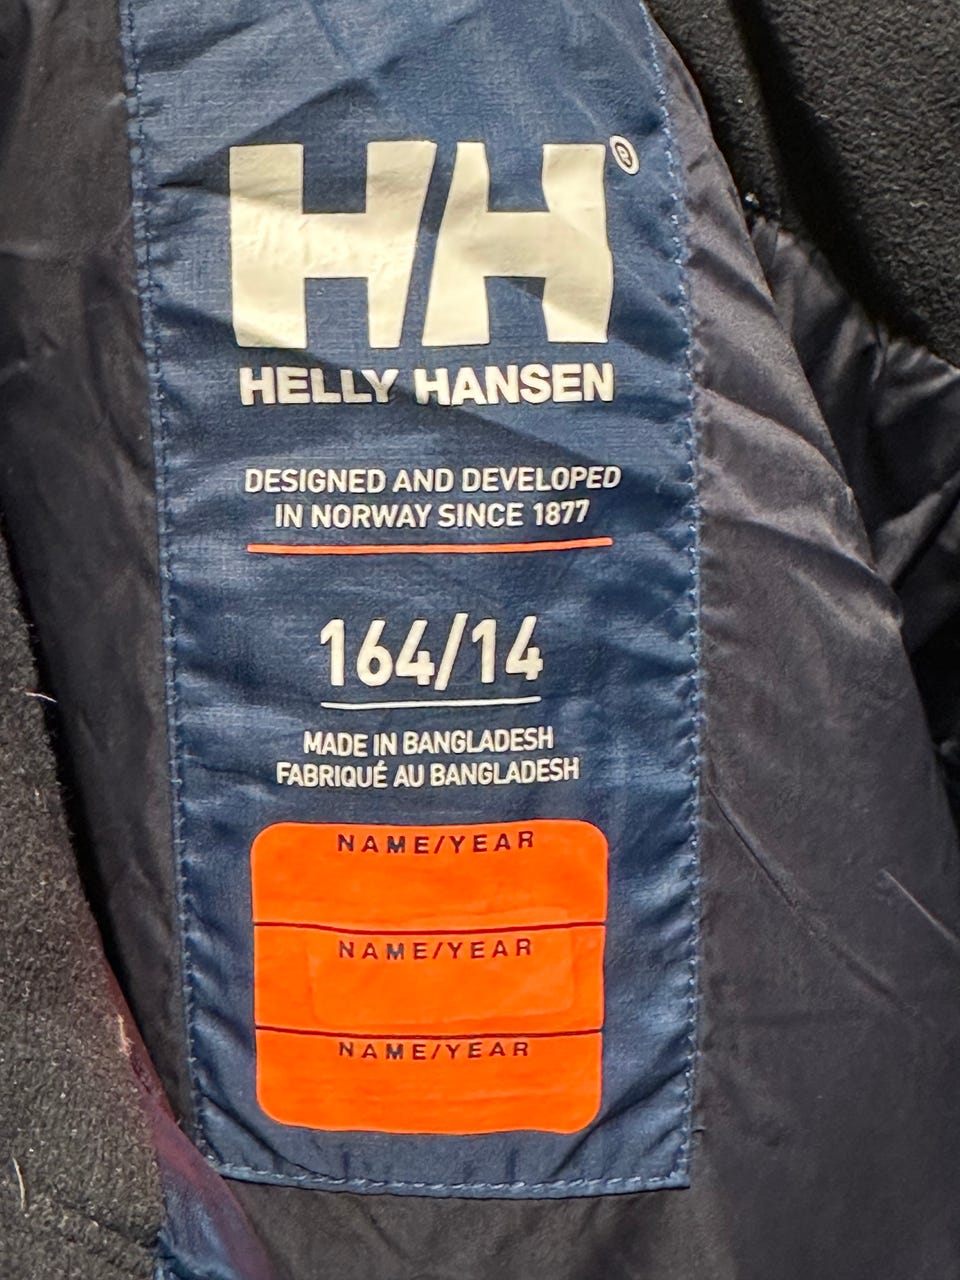 HH®
HELLY HANSEN
DESIGNED AND DEVELOPED
IN NORWAY SINCE 1877
164/14
MADE IN BANGLADESH
FABRIQUÉ AU BANGLADESH
NAME/YEAR
NAME/YEAR
NAME/YEAR